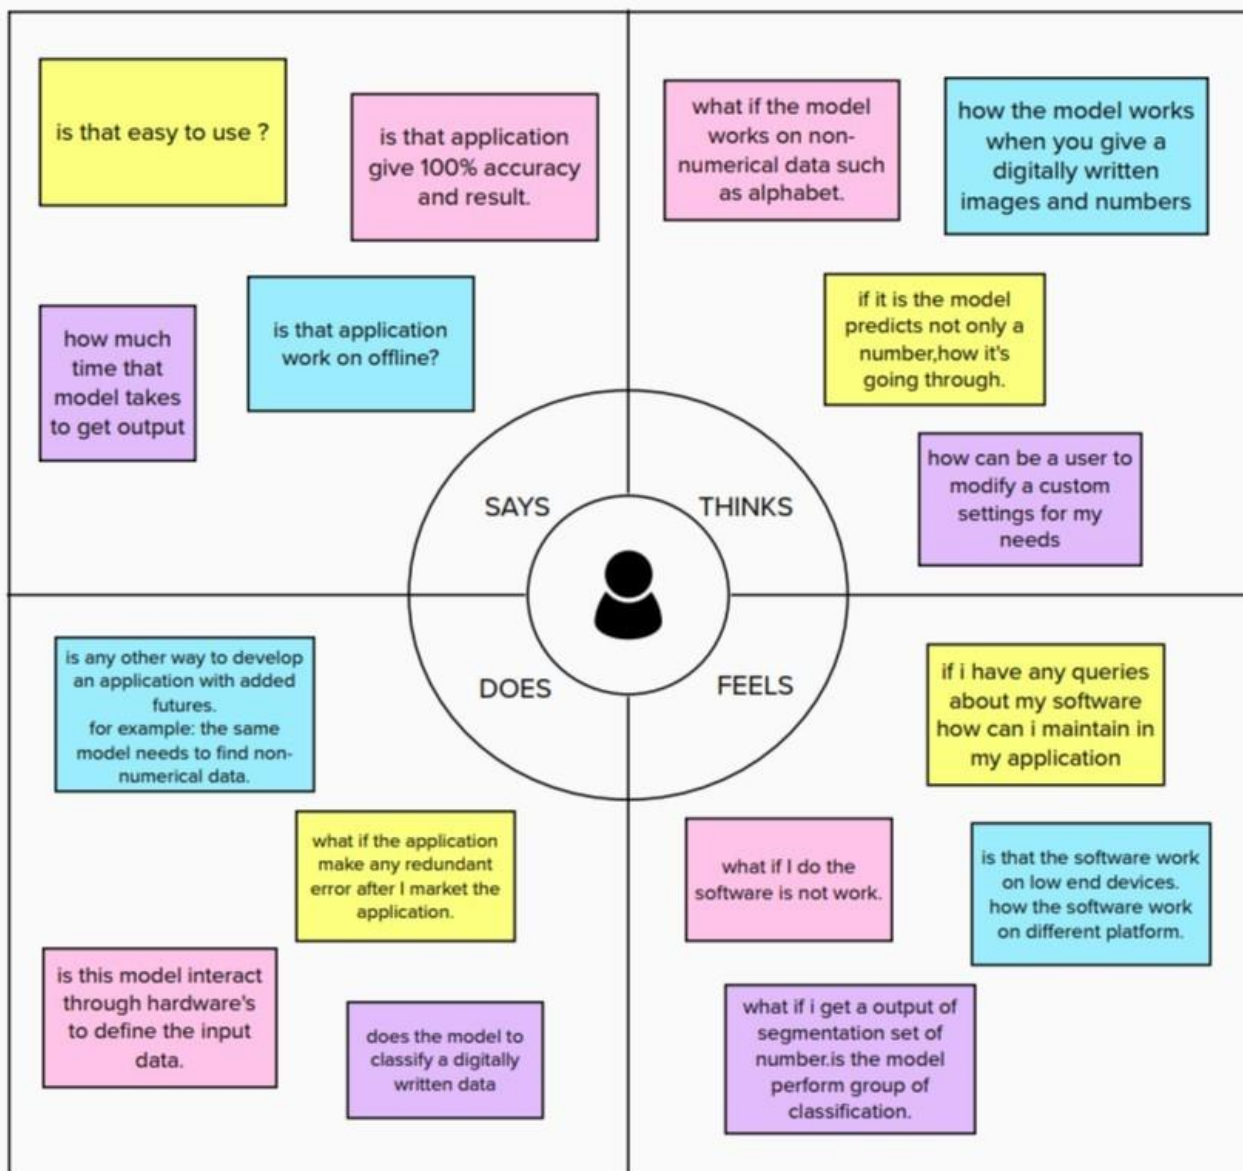 is that easy to use ?
is that application
give 100% accuracy
and result.
how much
time that
model takes
to get output
is that application
work on offline?
what if the model
works on non-
numerical data such
as alphabet.
how the model works
when you give a
digitally written
images and numbers
if it is the model
predicts not only a
number,how it's
going through.
how can be a user to
modify a custom
settings for my
needs
SAYS
THINKS
DOES
FEELS
is any other way to develop
an application with added
futures.
for example: the same
model needs to find non-
numerical data.
what if the application
make any redundant
error after I market the
application.
is this model interact
through hardware's
to define the input
data.
does the model to
classify a digitally
written data
if i have any queries
about my software
how can i maintain in
my application
what if I do the
software is not work.
is that the software work
on low end devices.
how the software work
on different platform.
what if i get a output of
segmentation set of
number.is the model
perform group of
classification.